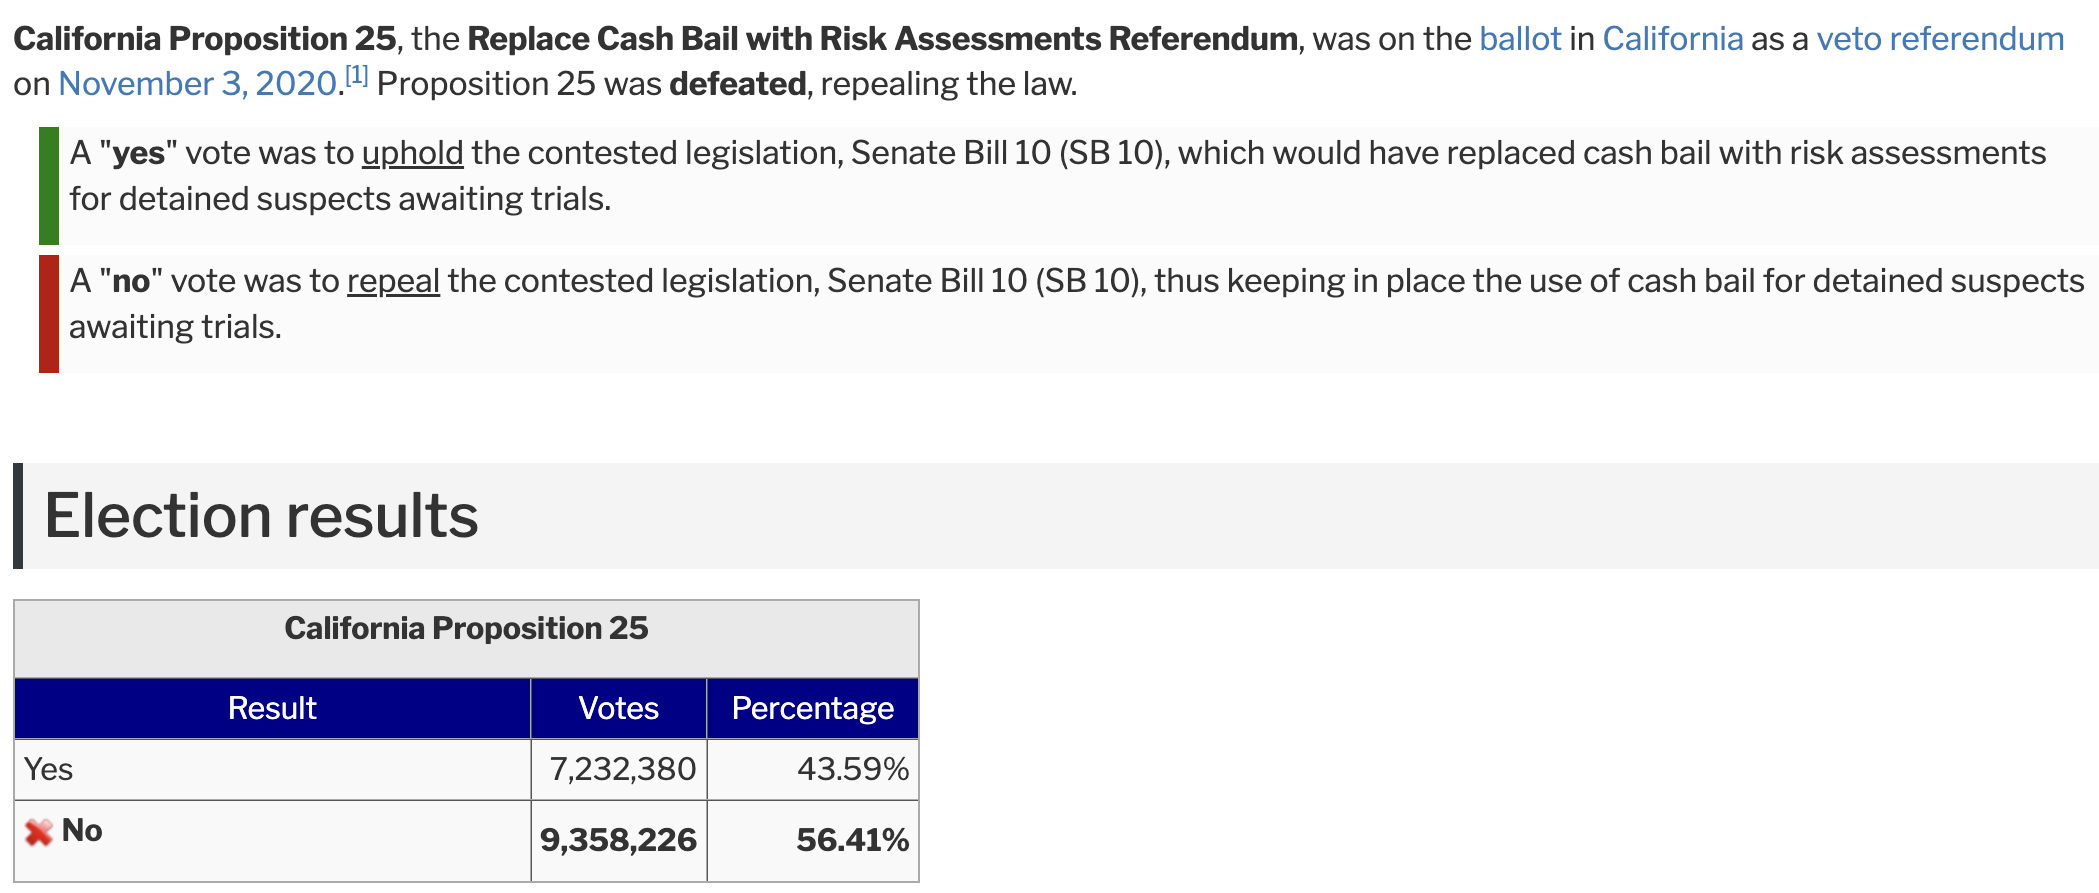 California Proposition 25, the Replace Cash Bail with Risk Assessments Referendum, was on the ballot in California as a veto referendum
on November 3, 2020.[1] Proposition 25 was defeated, repealing the law.
A "yes" vote was to uphold the contested legislation, Senate Bill 10 (SB 10), which would have replaced cash bail with risk assessments
for detained suspects awaiting trials.
A "no" vote was to repeal the contested legislation, Senate Bill 10 (SB 10), thus keeping in place the use of cash bail for detained suspects
awaiting trials.
Election results
California Proposition 25
Result Votes Percentage
Yes 7,232,380 43.59%
No 9,358,226 56.41%